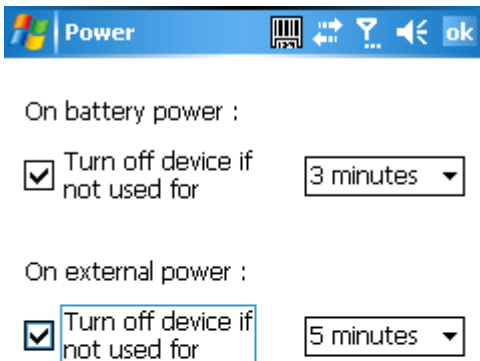 Power
ok
On battery power :
Turn off device if
not used for
3 minutes
On external power :
Turn off device if
not used for
5 minutes